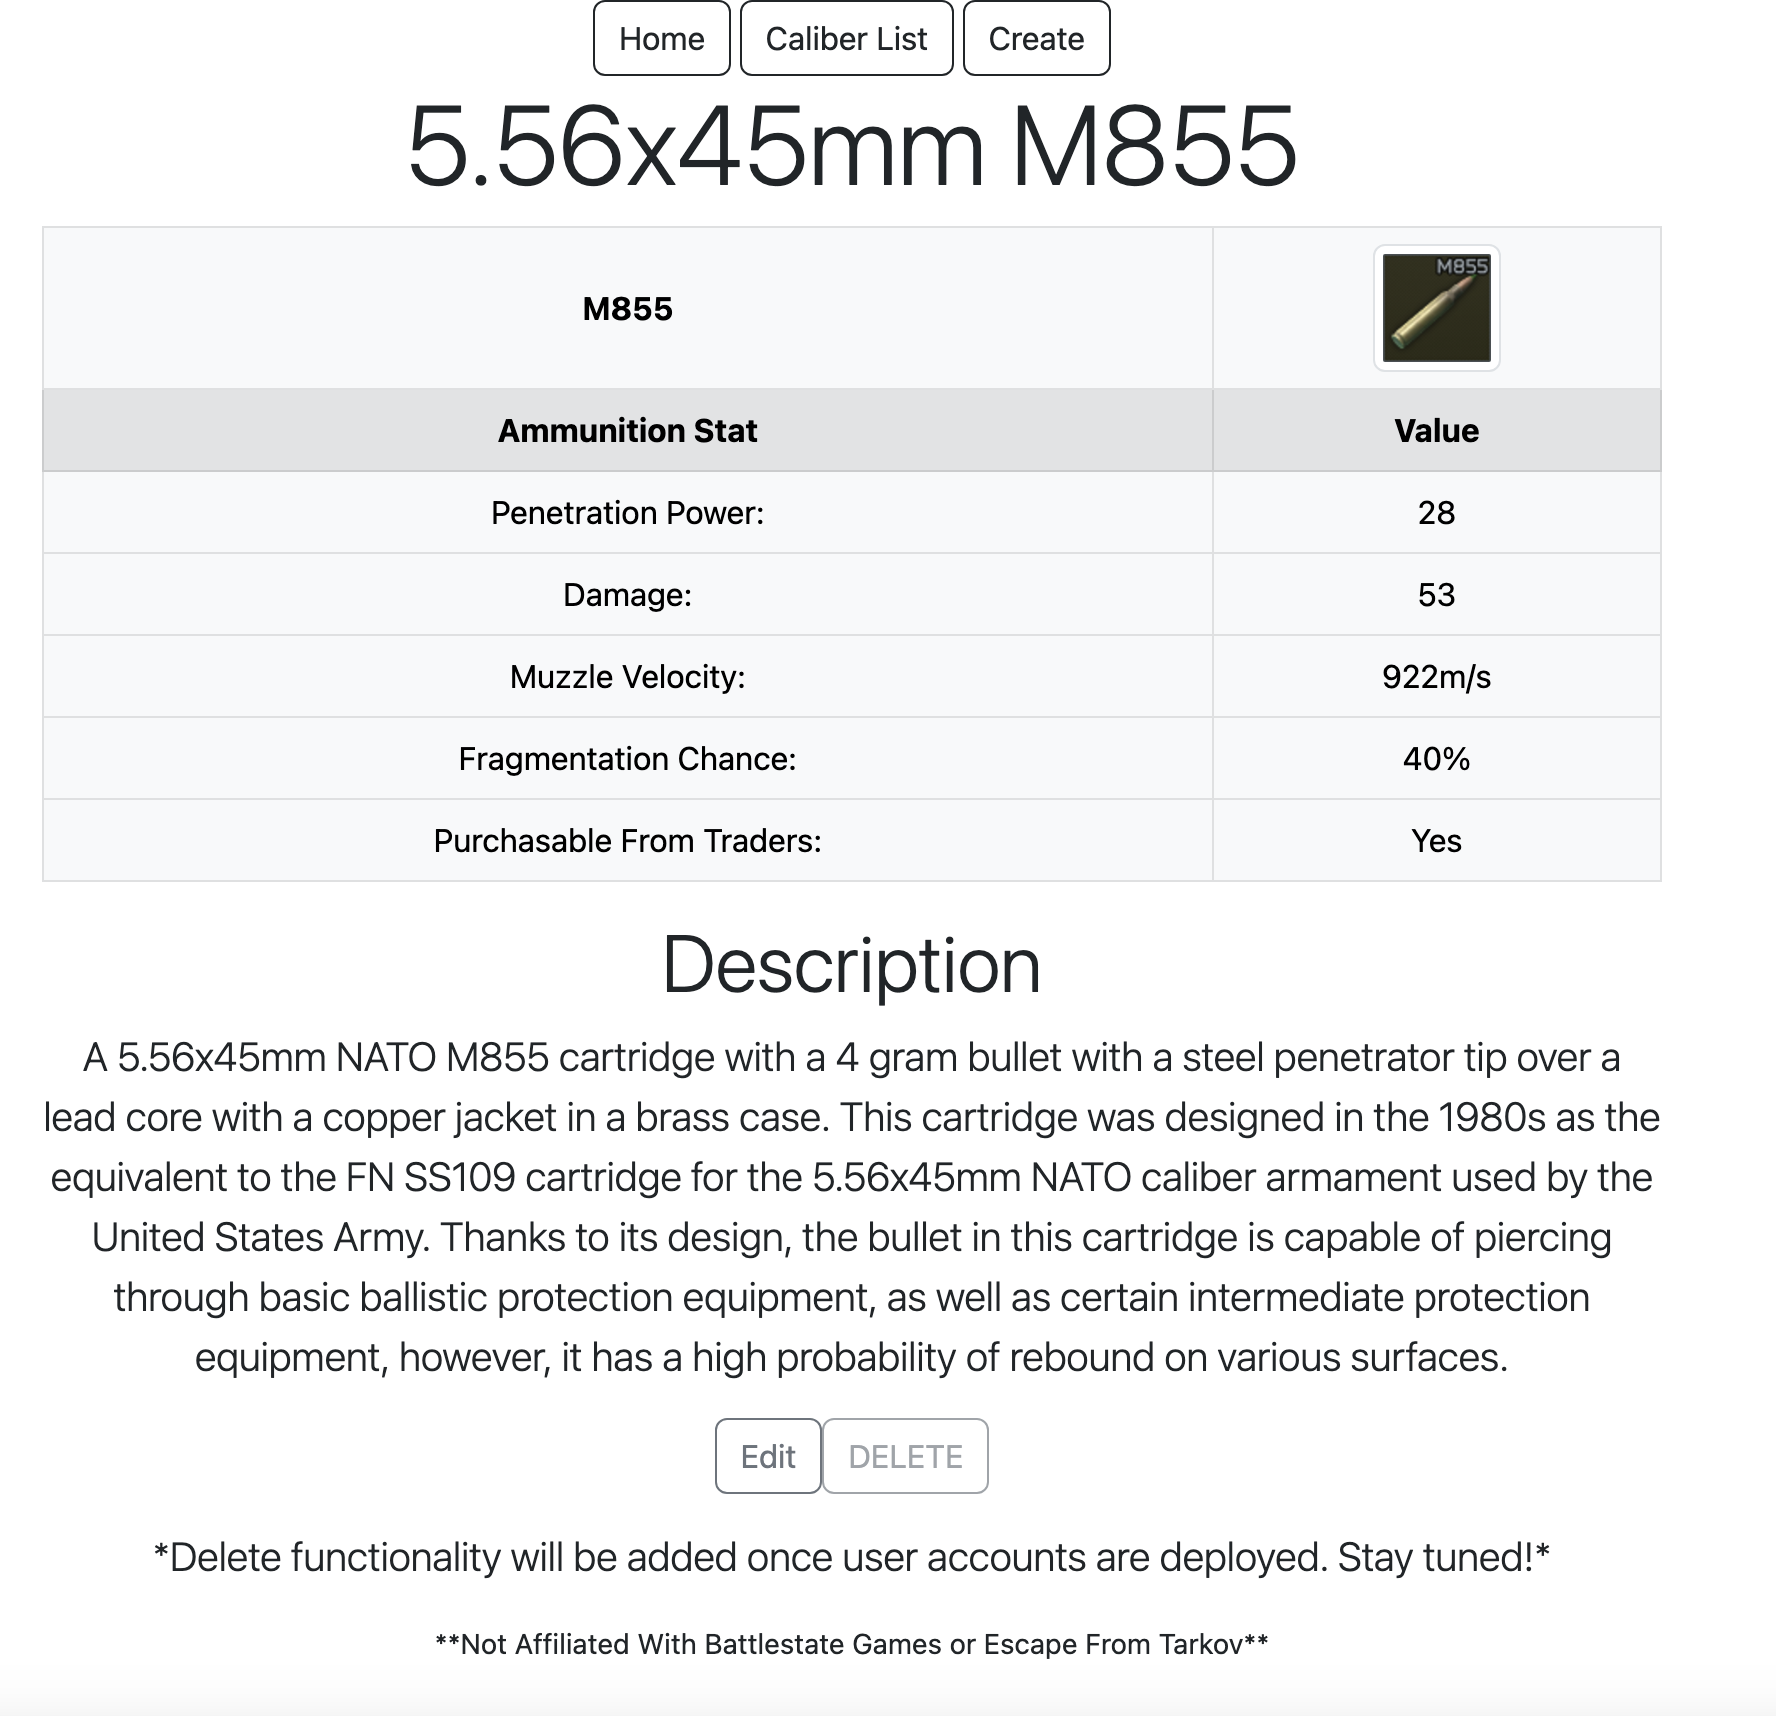 Home Caliber List Create
5.56x45mm M855
M855 M855
Ammunition Stat Value
Penetration Power: 28
Damage: 53
Muzzle Velocity: 922m/s
Fragmentation Chance: 40%
Purchasable From Traders: Yes
Description
A 5.56x45mm NATO M855 cartridge with a 4 gram bullet with a steel penetrator tip over a
lead core with a copper jacket in a brass case. This cartridge was designed in the 1980s as the
equivalent to the FN SS109 cartridge for the 5.56x45mm NATO caliber armament used by the
United States Army. Thanks to its design, the bullet in this cartridge is capable of piercing
through basic ballistic protection equipment, as well as certain intermediate protection
equipment, however, it has a high probability of rebound on various surfaces.
Edit DELETE
*Delete functionality will be added once user accounts are deployed. Stay tuned!*
**Not Affiliated With Battlestate Games or Escape From Tarkov**